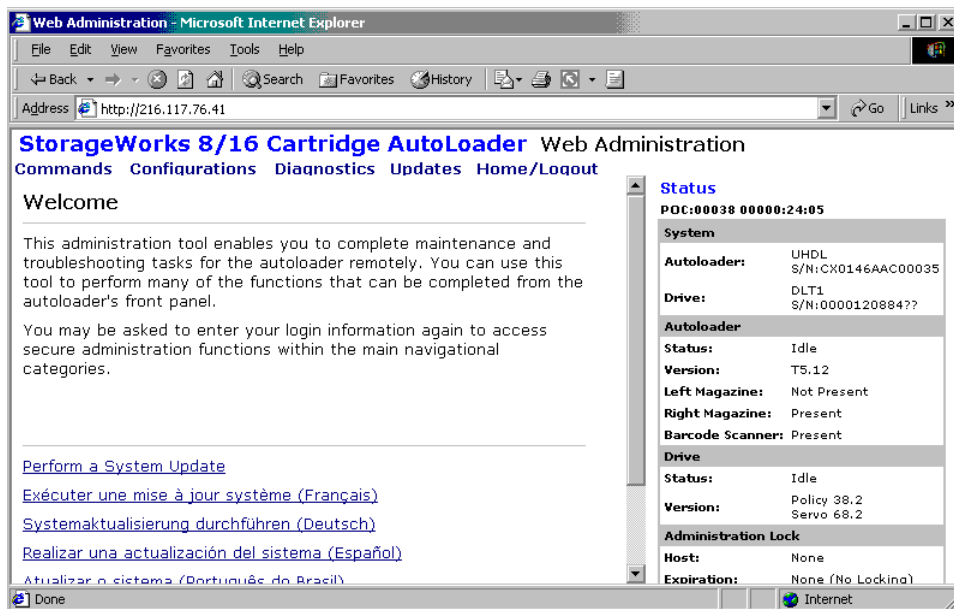 Web Administration - Microsoft Internet Explorer
File Edit View Favorites Tools Help
Back Search Favorites History
Address http://216.117.76.41 Go Links »
StorageWorks 8/16 Cartridge AutoLoader Web Administration
Commands Configurations Diagnostics Updates Home/Logout
Welcome
This administration tool enables you to complete maintenance and
troubleshooting tasks for the autoloader remotely. You can use this
tool to perform many of the functions that can be completed from the
autoloader's front panel.
You may be asked to enter your login information again to access
secure administration functions within the main navigational
categories.
Perform a System Update
Exécuter une mise à jour système (Français)
Systemaktualisierung durchführen (Deutsch)
Realizar una actualización del sistema (Español)
Atualizar o sistema (Português do Brasil)
Status
POC:00038 00000:24:05
System
Autoloader: UHDL
S/N:CX0146AAC00035
Drive: DLT1
S/N:0000120884??
Autoloader
Status: Idle
Version: T5.12
Left Magazine: Not Present
Right Magazine: Present
Barcode Scanner: Present
Drive
Status: Idle
Version: Policy 38.2
Servo 68.2
Administration Lock
Host: None
Expiration: None (No Locking)
Done Internet